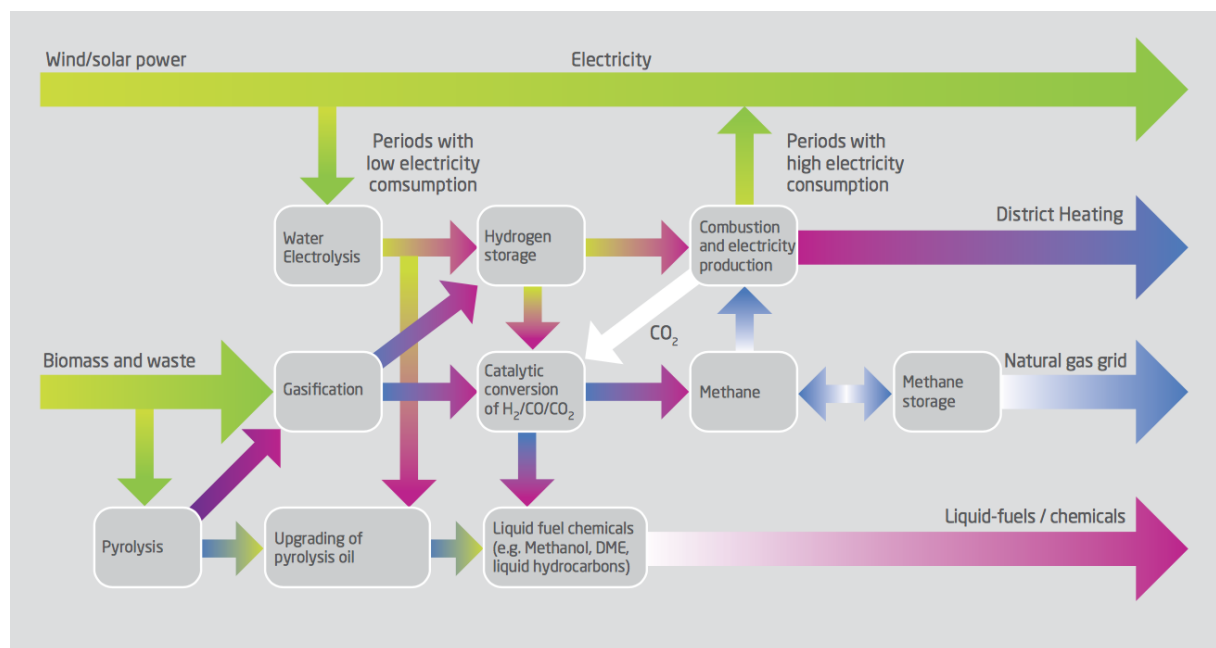 Wind/solar power
Electricity
Periods with
low electricity
comsumption
Periods with
high electricity
consumption
Water
Electrolysis
Hydrogen
storage
Combustion
and electricity
production
District Heating
CO₂
Biomass and waste
Gasification
Catalytic
conversion
of H₂/CO/CO₂
Methane
Methane
storage
Natural gas grid
Pyrolysis
Upgrading of
pyrolysis oil
Liquid fuel chemicals
(e.g. Methanol, DME,
liquid hydrocarbons)
Liquid-fuels / chemicals